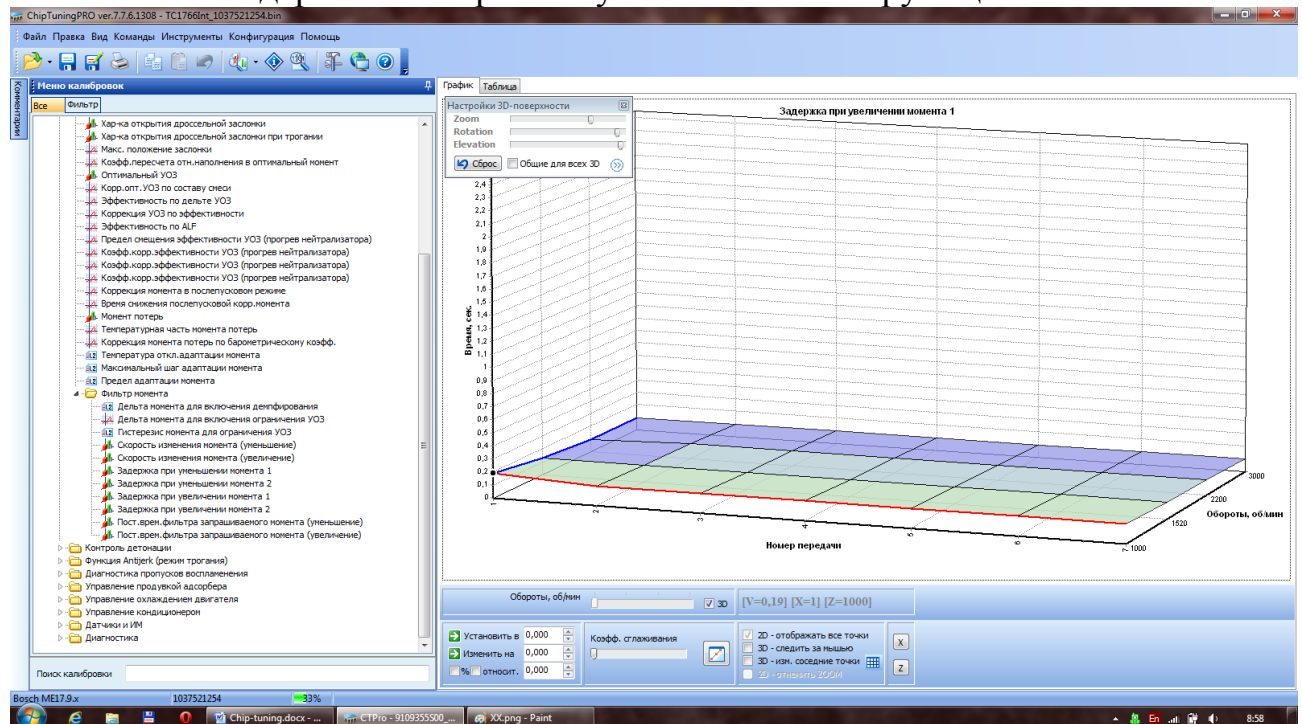 ChipTuningPRO ver.7.7.6.1308 - TC1766Int_1037521254.bin
Файл Правка Вид Команды Инструменты Конфигурация Помощь
Комментарии
Меню калибровок
Все Фильтр
Хар-ка открытия дроссельной заслонки
Хар-ка открытия дроссельной заслонки при трогании
Макс. положение заслонки
Коэфф.пересчета отн.наполнения в оптимальный момент
Оптимальный УОЗ
Корр.опт.УОЗ по составу смеси
Эффективность по дельте УОЗ
Коррекция УОЗ по эффективности
Эффективность по ALF
Предел смещения эффективности УОЗ (прогрев нейтрализатора)
Коэфф.корр.эффективности УОЗ (прогрев нейтрализатора)
Коэфф.корр.эффективности УОЗ (прогрев нейтрализатора)
Коэфф.корр.эффективности УОЗ (прогрев нейтрализатора)
Коррекция момента в послепусковом режиме
Время снижения послепусковой корр.момента
Момент потерь
Температурная часть момента потерь
Коррекция момента потерь по барометрическому коэфф.
Температура откл.адаптации момента
Максимальный шаг адаптации момента
Предел адаптации момента
Фильтр момента
Дельта момента для включения демпфирования
Дельта момента для включения ограничения УОЗ
Гистерезис момента для ограничения УОЗ
Скорость изменения момента (уменьшение)
Скорость изменения момента (увеличение)
Задержка при уменьшении момента 1
Задержка при уменьшении момента 2
Задержка при увеличении момента 1
Задержка при увеличении момента 2
Пост.врем.фильтра запрашиваемого момента (уменьшение)
Пост.врем.фильтра запрашиваемого момента (увеличение)
Контроль детонации
Функция Antijerk (режим трогания)
Диагностика пропусков воспламенения
Управление продувкой адсорбера
Управление охлаждением двигателя
Управление кондиционером
Датчики и ИМ
Диагностика
Поиск калибровки
График Таблица
Настройки 3D-поверхности
Zoom
Rotation
Elevation
Сброс Общие для всех 3D
Задержка при увеличении момента 1
Время, сек.
2,4
2,3
2,2
2,1
2
1,9
1,8
1,7
1,6
1,5
1,4
1,3
1,2
1,1
1
0,9
0,8
0,7
0,6
0,5
0,4
0,3
0,2
0,1
0
1 2 3 4 5 6 7
Номер передачи
1000 1520 2200 3000
Обороты, об/мин
Обороты, об/мин 3D [V=0,19] [X=1] [Z=1000]
Установить в 0,000
Изменить на 0,000
% относит. 0,000
Коэфф. сглаживания
2D - отображать все точки
3D - следить за мышью
3D - изм. соседние точки
2D - отменить ZOOM
X
Z
Bosch ME17.9.x 1037521254 33%
Chip-tuning.docx - ... CTPro - 9109355S00_... XX.png - Paint En 8:58